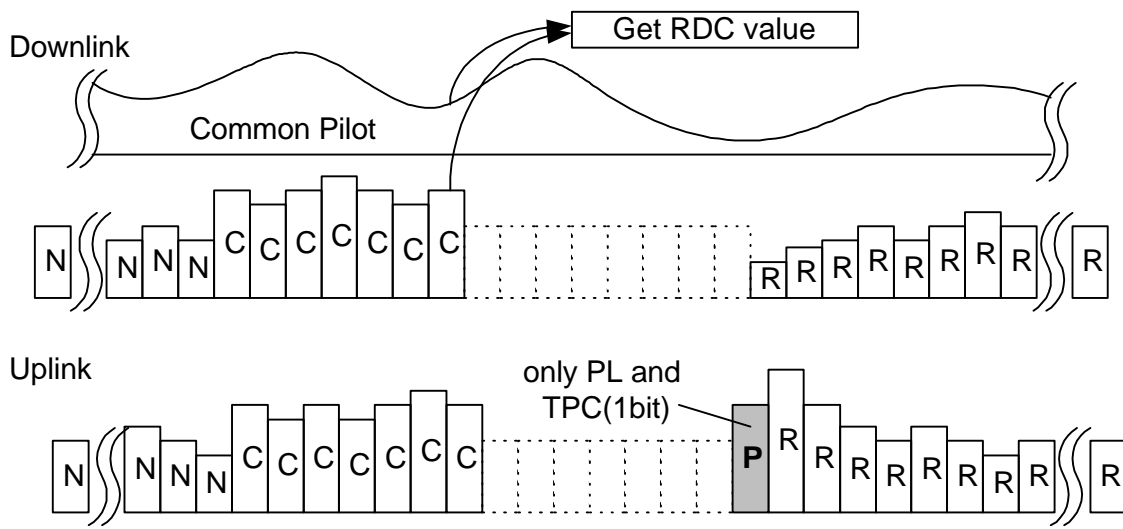 Get RDC value
Downlink
Common Pilot
N N N N C C C C C C C R R R R R R R R R
Uplink
only PL and
TPC(1bit)
N N N N C C C C C C C P R R R R R R R R R